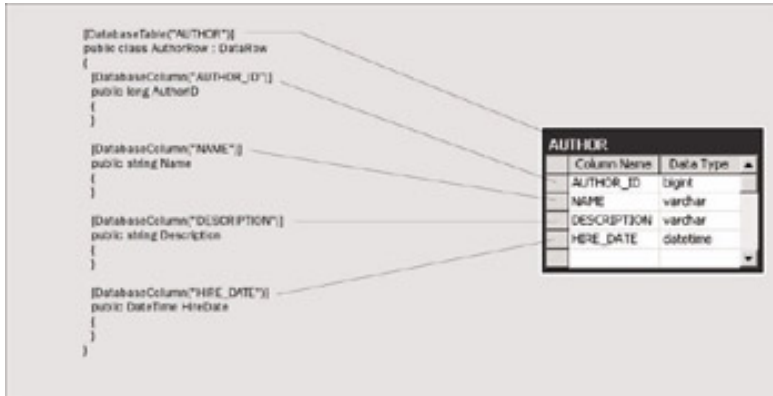 [DatabaseTable("AUTHOR")]
public class AuthorRow : DataRow
{
[DatabaseColumn("AUTHOR_ID")]
public long AuthorID
{
}
[DatabaseColumn("NAME")]
public string Name
{
}
[DatabaseColumn("DESCRIPTION")]
public string Description
{
}
[DatabaseColumn("HIRE_DATE")]
public DateTime HireDate
{
}
}
AUTHOR
Column Name Data Type
AUTHOR_ID bigint
NAME varchar
DESCRIPTION varchar
HIRE_DATE datetime